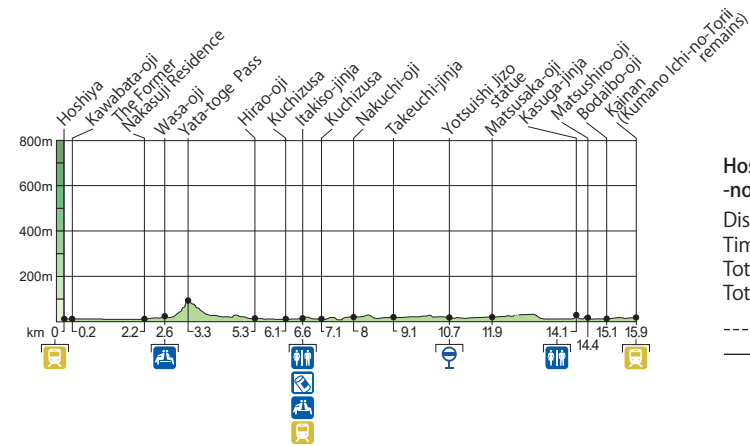 Hoshiya
Kawabata-oji
The Former
Nakasuji Residence
Wasa-oji
Yata-toge Pass
Hirao-oji
Kuchizusa
Itakiso-jinja
Kuchizusa
Nakuchi-oji
Takeuchi-jinja
Yotsuishi Jizo
statue
Matsusaka-oji
Kasuga-jinja
Matsushiro-oji
Bodaibo-oji
Kainan
(Kumano Ichi-no-Torii
remains)
800m
600m
400m
200m
km 0 0.2 2.2 2.6 3.3 5.3 6.1 6.6 7.1 8 9.1 10.7 11.9 14.1 15.1 15.9
14.4
Hos
-no
Dis
Tim
Tot
Tot